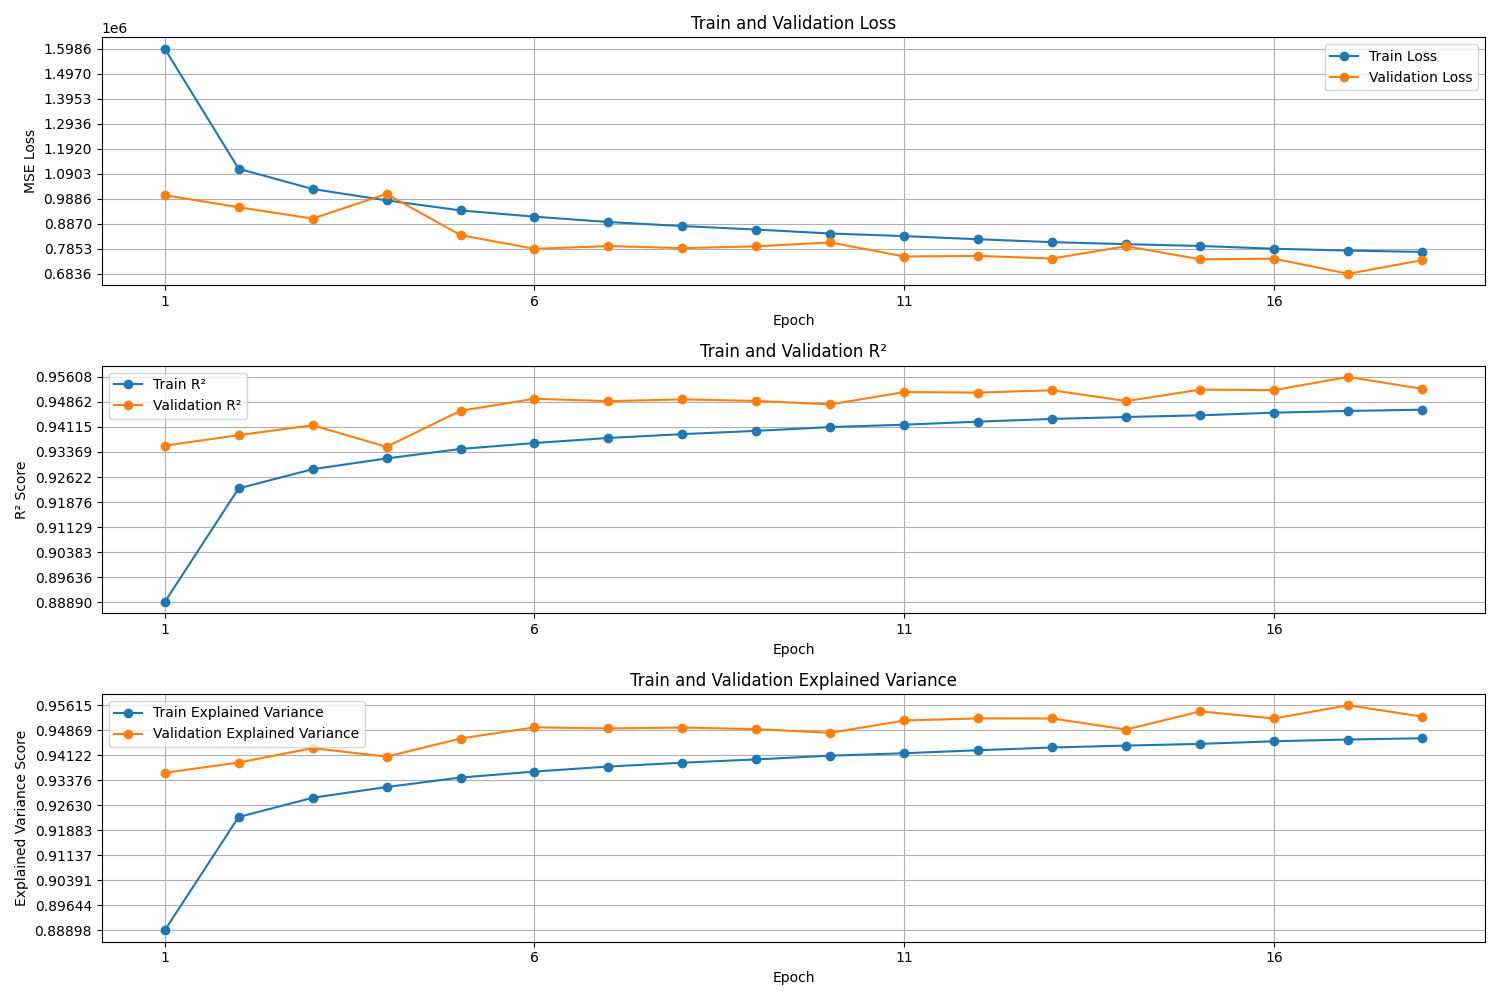 Train and Validation Loss
1e6
1.5986
1.4970
1.3953
1.2936
1.1920
1.0903
0.9886
0.8870
0.7853
0.6836
MSE Loss
Train Loss
Validation Loss
1 6 11 16
Epoch
Train and Validation R²
0.95608
0.94862
0.94115
0.93369
0.92622
0.91876
0.91129
0.90383
0.89636
0.88890
R² Score
Train R²
Validation R²
1 6 11 16
Epoch
Train and Validation Explained Variance
0.95615
0.94869
0.94122
0.93376
0.92630
0.91883
0.91137
0.90391
0.89644
0.88898
Explained Variance Score
Train Explained Variance
Validation Explained Variance
1 6 11 16
Epoch